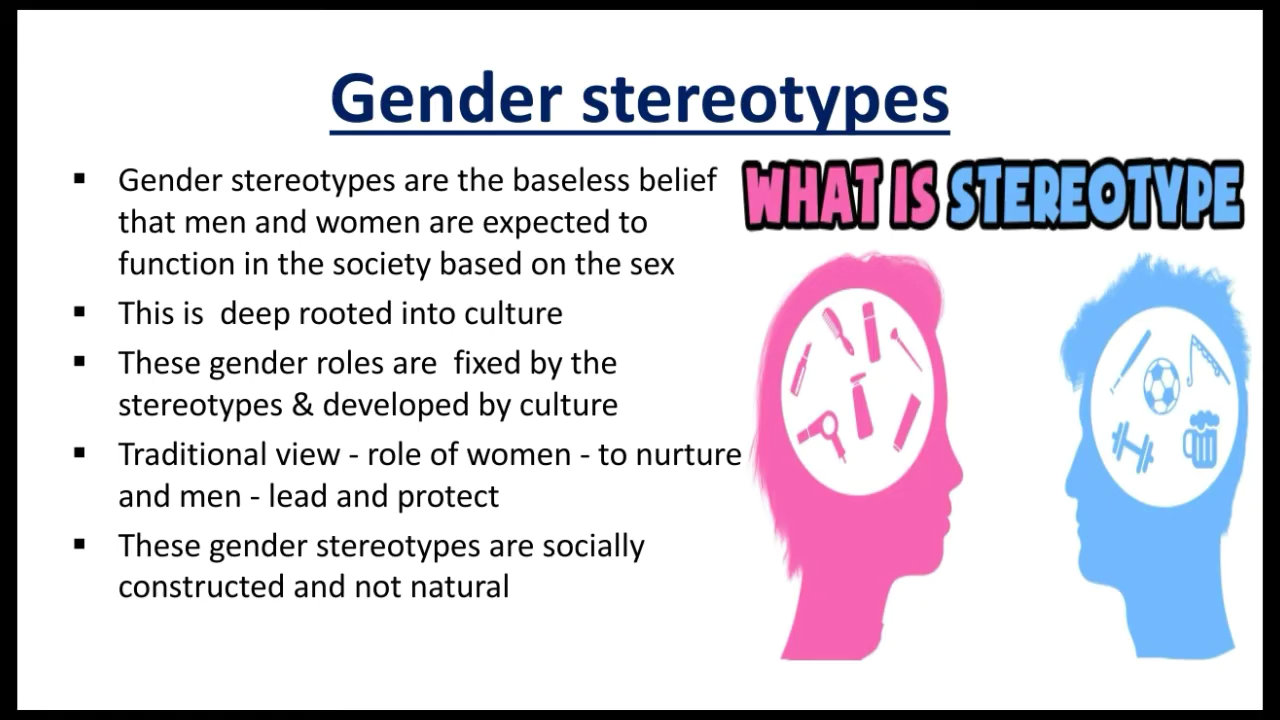 Gender stereotypes
▪ Gender stereotypes are the baseless belief
that men and women are expected to
function in the society based on the sex
▪ This is  deep rooted into culture
▪ These gender roles are  fixed by the
stereotypes & developed by culture
▪ Traditional view - role of women - to nurture
and men - lead and protect
▪ These gender stereotypes are socially
constructed and not natural
WHAT IS STEREOTYPE